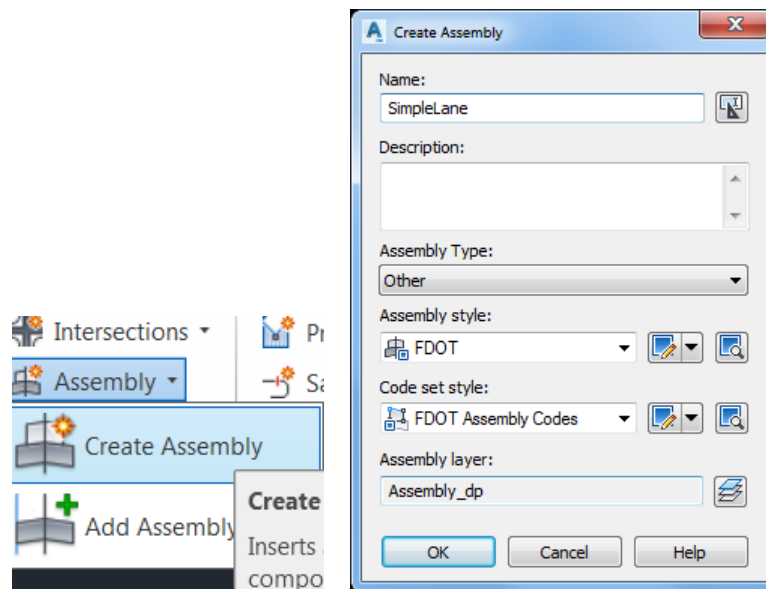 Intersections
Assembly
Create Assembly
Add Assembly
Create
Inserts
compo
Create Assembly
Name:
SimpleLane
Description:
Assembly Type:
Other
Assembly style:
FDOT
Code set style:
FDOT Assembly Codes
Assembly layer:
Assembly_dp
OK Cancel Help